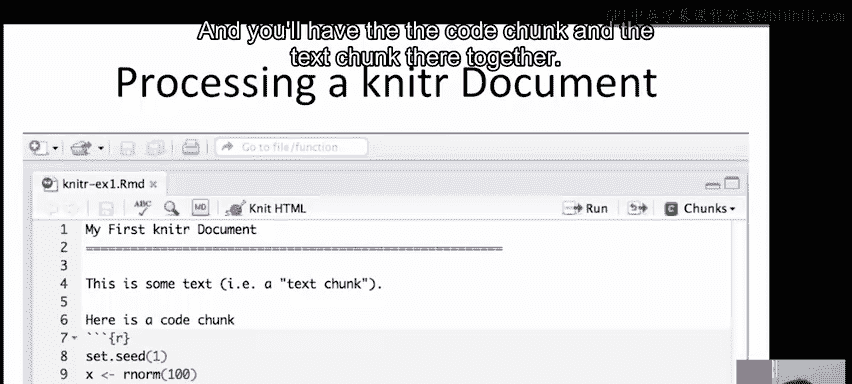 And you'll have the the code chunk and the
text chunk there together.
Processing a knitr Document
Go to file/function
knitr-ex1.Rmd
ABC
MD
Knit HTML
Run
C Chunks
1 My First knitr Document
2 ==========================================================
3
4 This is some text (i.e. a "text chunk").
5
6 Here is a code chunk
7 ```{r}
8 set.seed(1)
9 x <- rnorm(100)